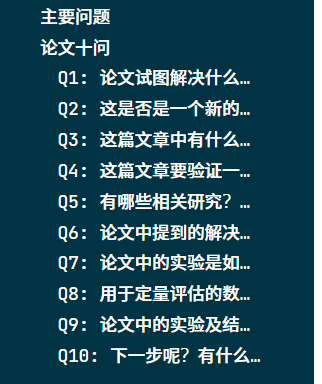 主要问题
论文十问
Q1: 论文试图解决什么…
Q2: 这是否是一个新的…
Q3: 这篇文章中有什么…
Q4: 这篇文章要验证一…
Q5: 有哪些相关研究？…
Q6: 论文中提到的解决…
Q7: 论文中的实验是如…
Q8: 用于定量评估的数…
Q9: 论文中的实验及结…
Q10: 下一步呢？有什么…